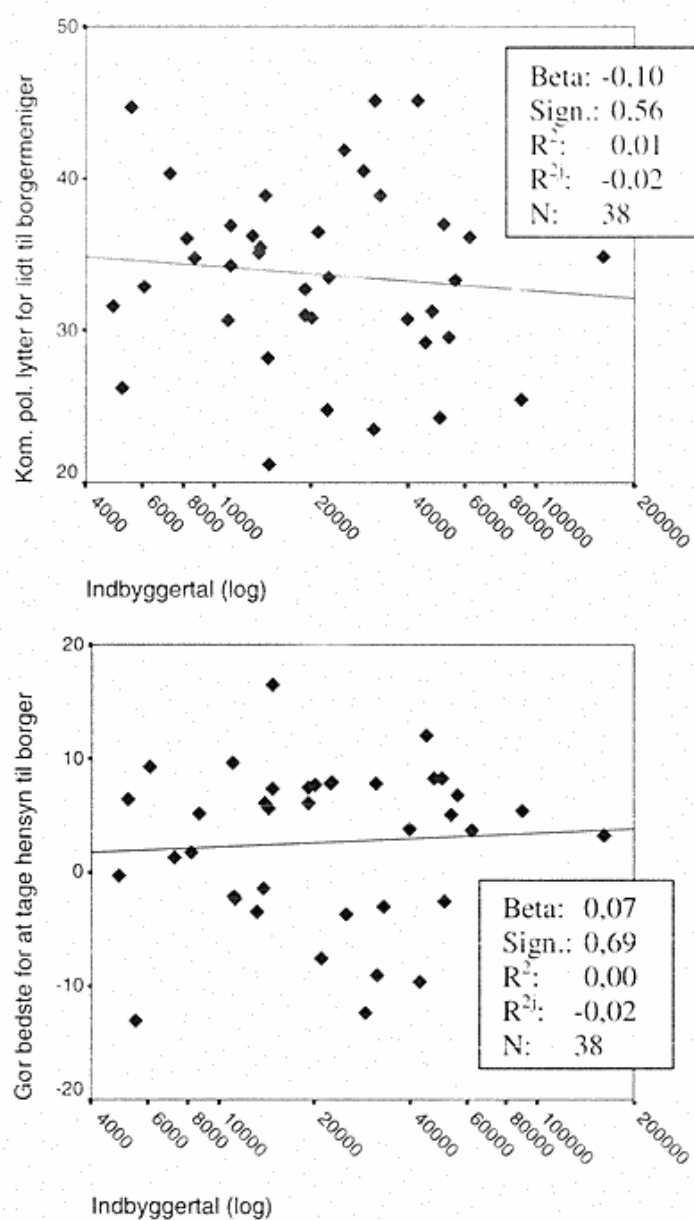 50
40
30
20
Kom. pol. lytter for lidt til borgermeniger
Beta: -0,10
Sign.: 0.56
R²: 0,01
R²ʲ: -0,02
N: 38
4000
6000
8000
10000
20000
40000
60000
80000
100000
200000
Indbyggertal (log)
20
10
0
-10
-20
Gor bedste for at tage hensyn til borger
Beta: 0,07
Sign.: 0,69
R²: 0,00
R²ʲ: -0,02
N: 38
4000
6000
8000
10000
20000
40000
60000
80000
100000
200000
Indbyggertal (log)